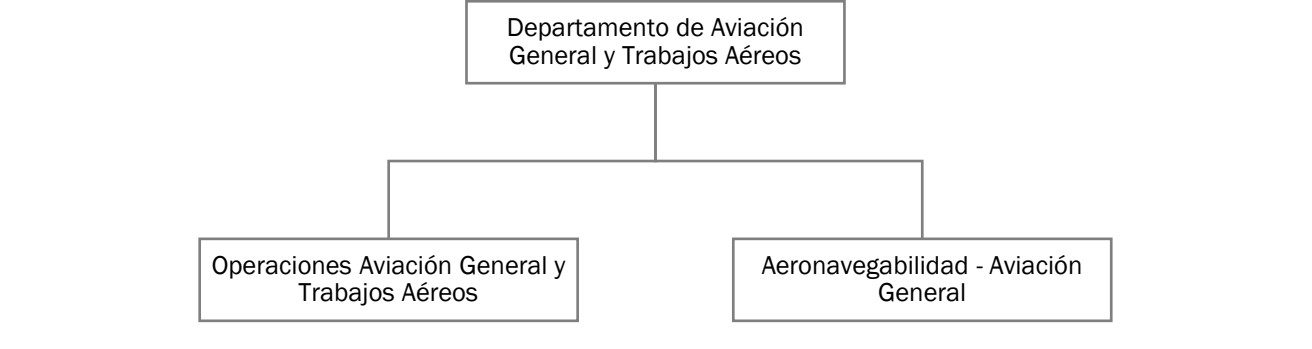 Departamento de Aviación
General y Trabajos Aéreos
Operaciones Aviación General y
Trabajos Aéreos
Aeronavegabilidad - Aviación
General